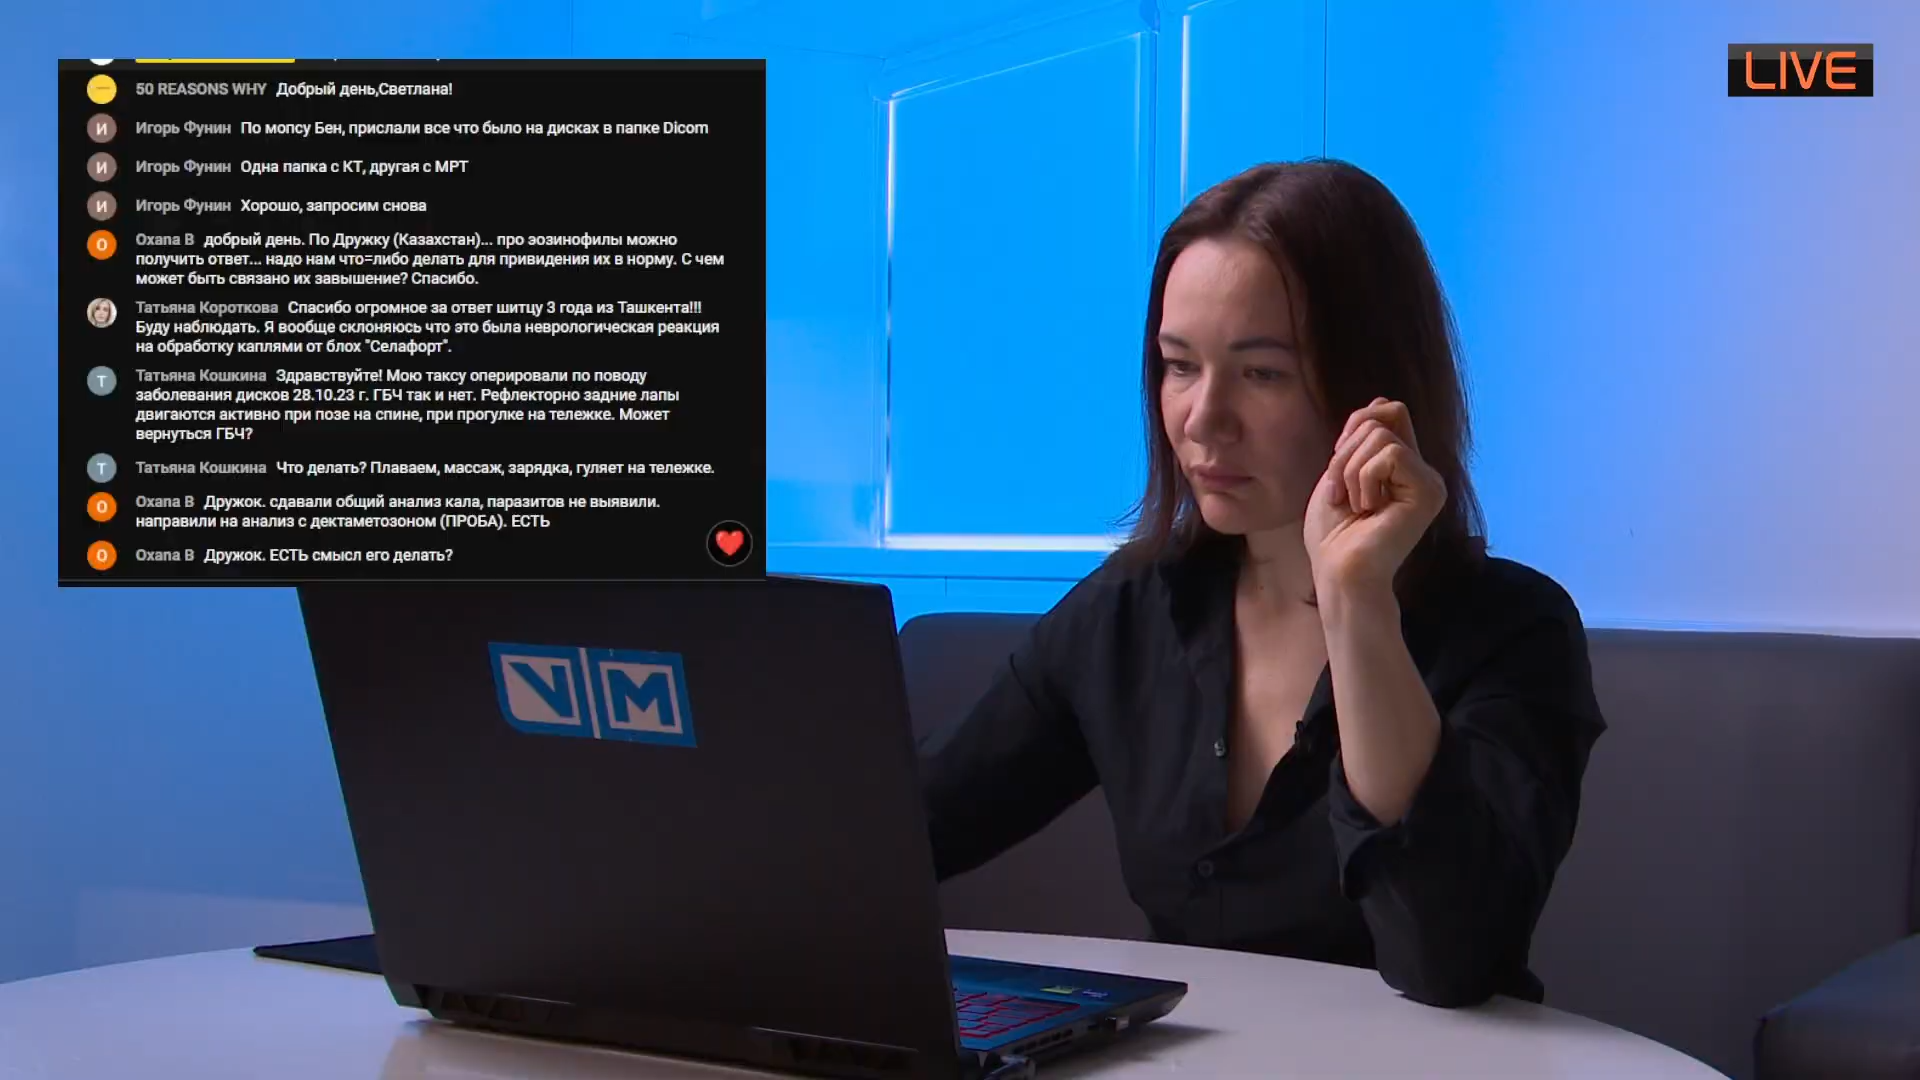 LIVE
50 REASONS WHY Добрый день,Светлана!
И Игорь Фунин По мопсу Бен, прислали все что было на дисках в папке Dicom
И Игорь Фунин Одна папка с КТ, другая с МРТ
И Игорь Фунин Хорошо, запросим снова
O Oxana B добрый день. По Дружку (Казахстан)... про эозинофилы можно
получить ответ... надо нам что=либо делать для привидения их в норму. С чем
может быть связано их завышение? Спасибо.
Татьяна Короткова Спасибо огромное за ответ шитцу 3 года из Ташкента!!!
Буду наблюдать. Я вообще склоняюсь что это была неврологическая реакция
на обработку каплями от блох "Селафорт".
Т Татьяна Кошкина Здравствуйте! Мою таксу оперировали по поводу
заболевания дисков 28.10.23 г. ГБЧ так и нет. Рефлекторно задние лапы
двигаются активно при позе на спине, при прогулке на тележке. Может
вернуться ГБЧ?
Т Татьяна Кошкина Что делать? Плаваем, массаж, зарядка, гуляет на тележке.
O Oxana B Дружок. сдавали общий анализ кала, паразитов не выявили.
направили на анализ с дектаметозоном (ПРОБА). ЕСТЬ
O Oxana B Дружок. ЕСТЬ смысл его делать?
VM